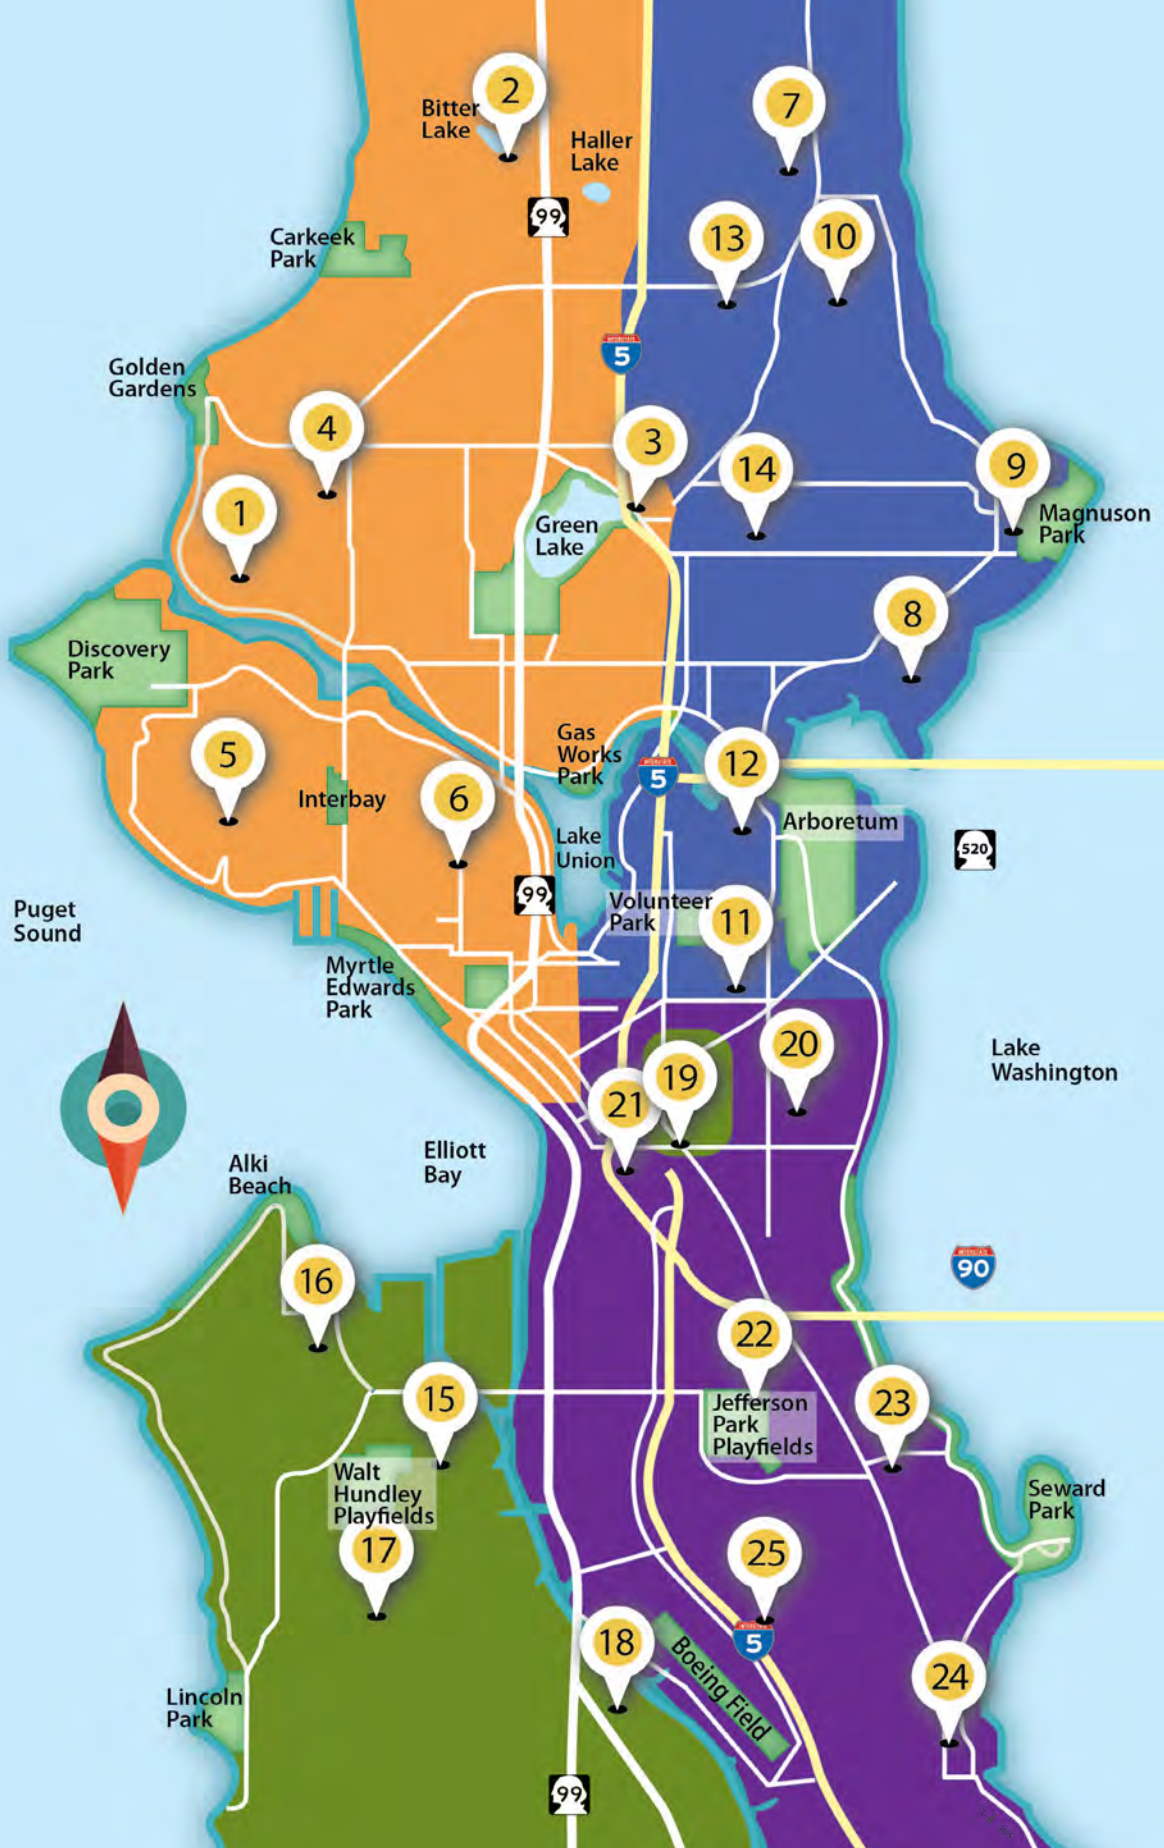 2
7
Bitter
Lake
Haller
Lake
99
13
10
Carkeek
Park
INTERSTATE
5
Golden
Gardens
4
3
14
9
1
Green
Lake
Magnuson
Park
8
Discovery
Park
5
Gas
Works
Park
INTERSTATE
5
12
Interbay
6
Arboretum
Lake
Union
520
99
Volunteer
Park
11
Puget
Sound
Myrtle
Edwards
Park
20
19
21
Lake
Washington
Elliott
Bay
Alki
Beach
16
INTERSTATE
90
22
15
Jefferson
Park
Playfields
23
Walt
Hundley
Playfields
Seward
Park
17
25
18
INTERSTATE
5
Boeing Field
24
Lincoln
Park
99